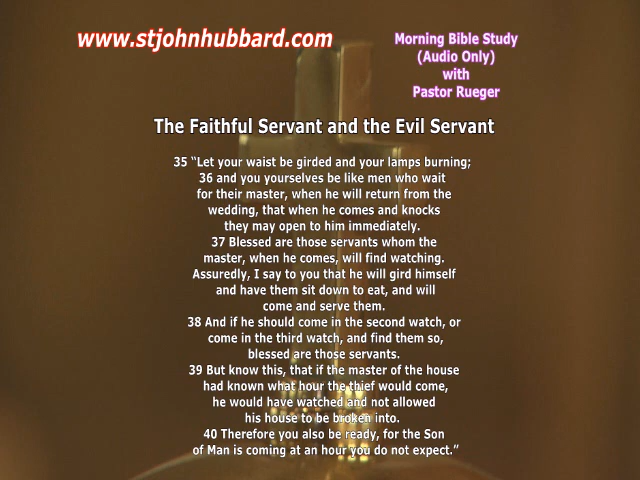 www.stjohnhubbard.com
Morning Bible Study
(Audio Only)
with
Pastor Rueger
The Faithful Servant and the Evil Servant
35 “Let your waist be girded and your lamps burning;
36 and you yourselves be like men who wait
for their master, when he will return from the
wedding, that when he comes and knocks
they may open to him immediately.
37 Blessed are those servants whom the
master, when he comes, will find watching.
Assuredly, I say to you that he will gird himself
and have them sit down to eat, and will
come and serve them.
38 And if he should come in the second watch, or
come in the third watch, and find them so,
blessed are those servants.
39 But know this, that if the master of the house
had known what hour the thief would come,
he would have watched and not allowed
his house to be broken into.
40 Therefore you also be ready, for the Son
of Man is coming at an hour you do not expect.”